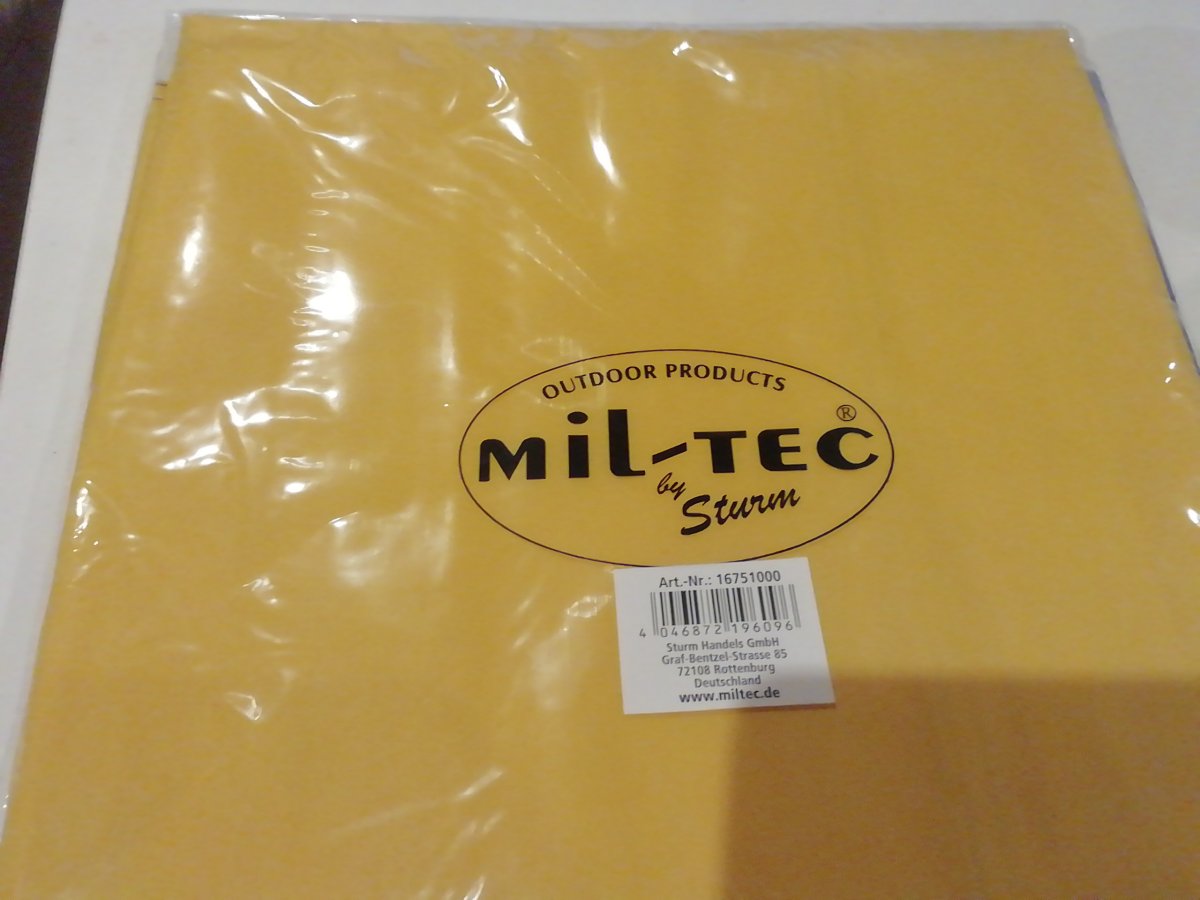 OUTDOOR PRODUCTS
MiL-TEC®
by
Sturm
Art.-Nr.: 16751000
4 046872 196096
Sturm Handels GmbH
Graf-Bentzel-Strasse 85
72108 Rottenburg
Deutschland
www.miltec.de